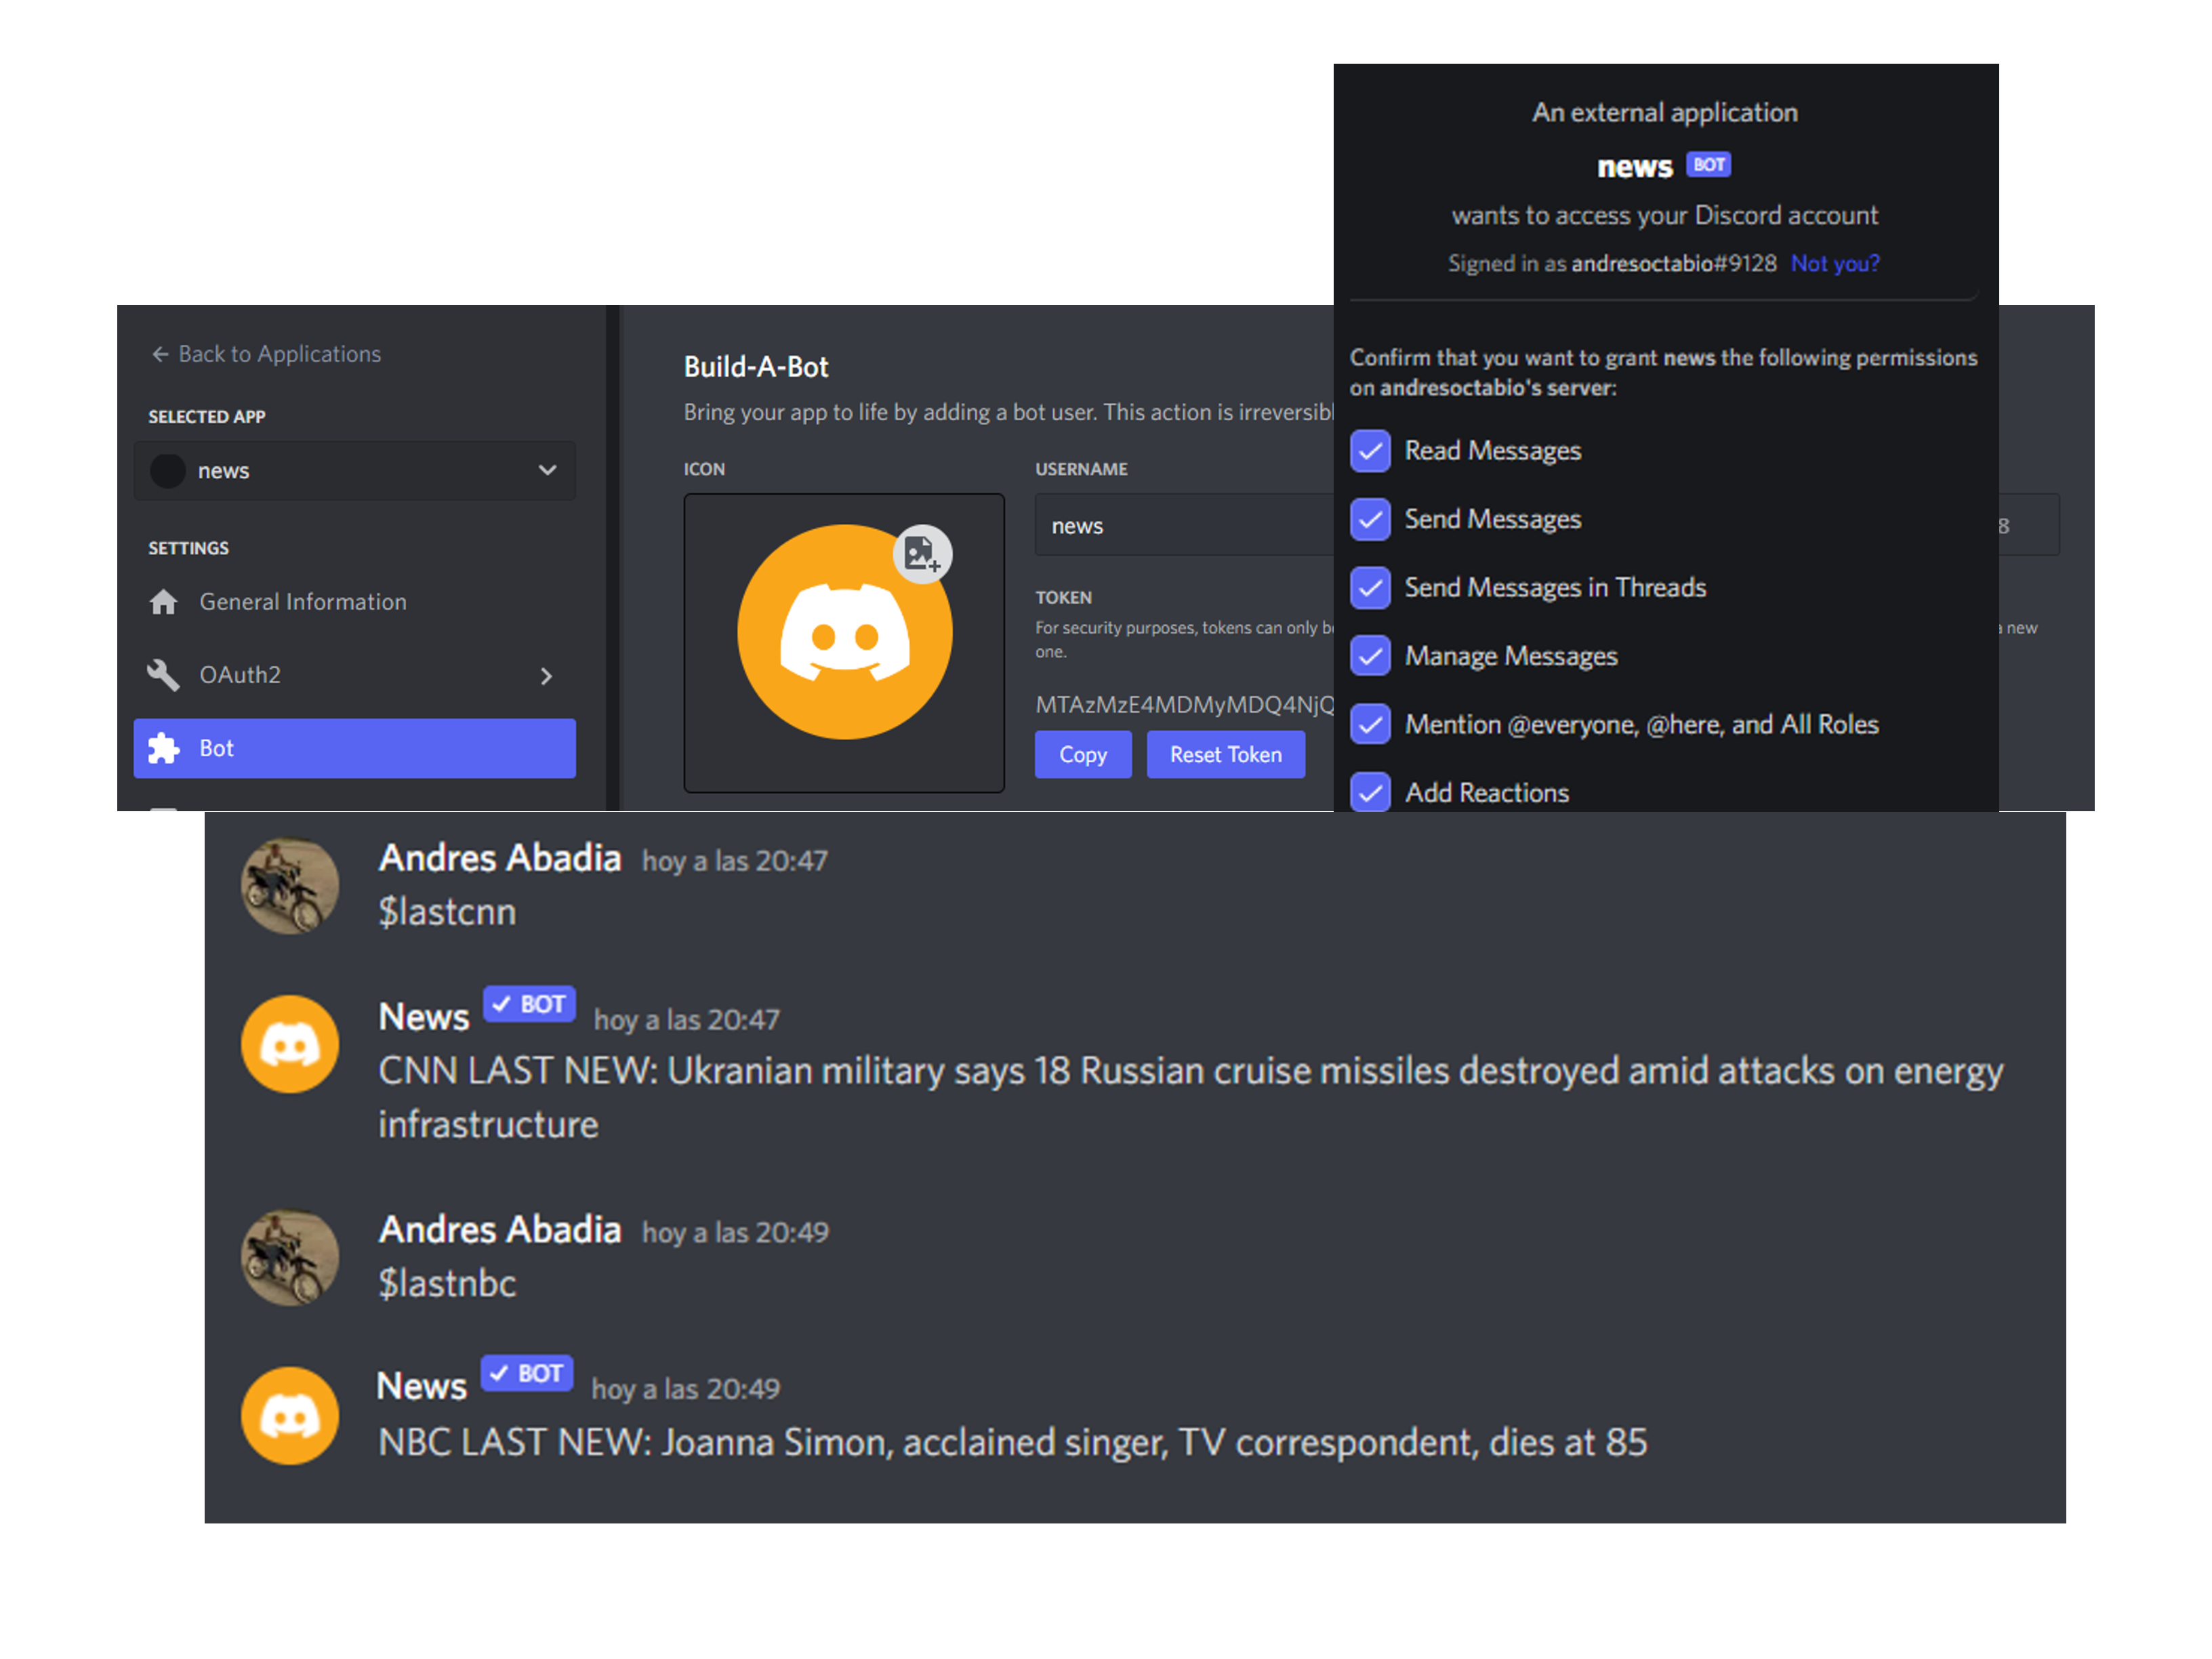 An external application
news BOT
wants to access your Discord account
Signed in as andresoctabio#9128 Not you?
Confirm that you want to grant news the following permissions
on andresoctabio's server:
Read Messages
Send Messages
Send Messages in Threads
Manage Messages
Mention @everyone, @here, and All Roles
Add Reactions
← Back to Applications
SELECTED APP
news
SETTINGS
General Information
OAuth2
Bot
Build-A-Bot
Bring your app to life by adding a bot user. This action is irreversibl
ICON
USERNAME
news
8
TOKEN
For security purposes, tokens can only b
a new
one.
MTAzMzE4MDMyMDQ4NjQ
Copy
Reset Token
Andres Abadia hoy a las 20:47
$lastcnn
News BOT hoy a las 20:47
CNN LAST NEW: Ukranian military says 18 Russian cruise missiles destroyed amid attacks on energy
infrastructure
Andres Abadia hoy a las 20:49
$lastnbc
News BOT hoy a las 20:49
NBC LAST NEW: Joanna Simon, acclained singer, TV correspondent, dies at 85